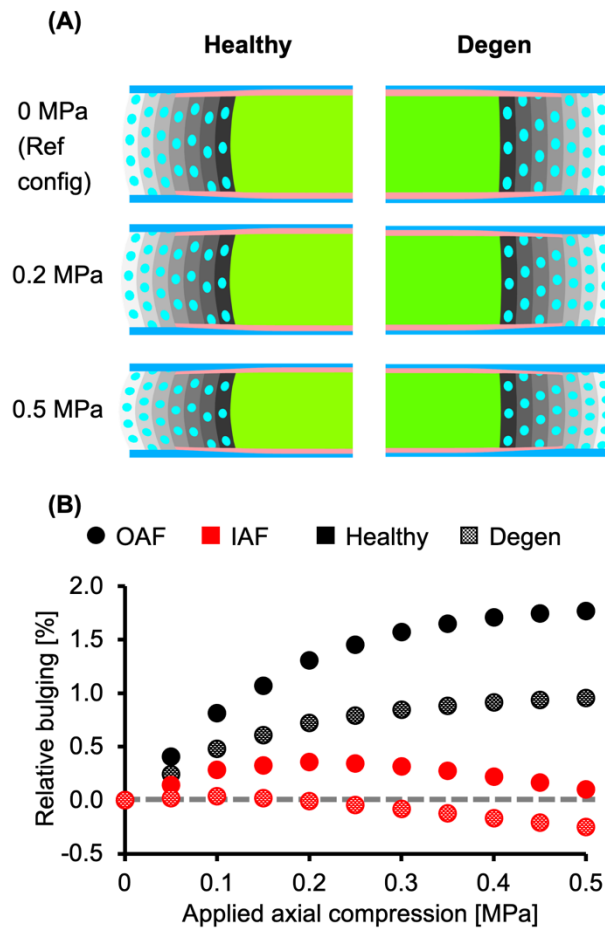 (A)
Healthy Degen
0 MPa
(Ref
config)
0.2 MPa
0.5 MPa
(B)
OAF IAF Healthy Degen
Relative bulging [%]
2.0
1.5
1.0
0.5
0.0
-0.5
0 0.1 0.2 0.3 0.4 0.5
Applied axial compression [MPa]